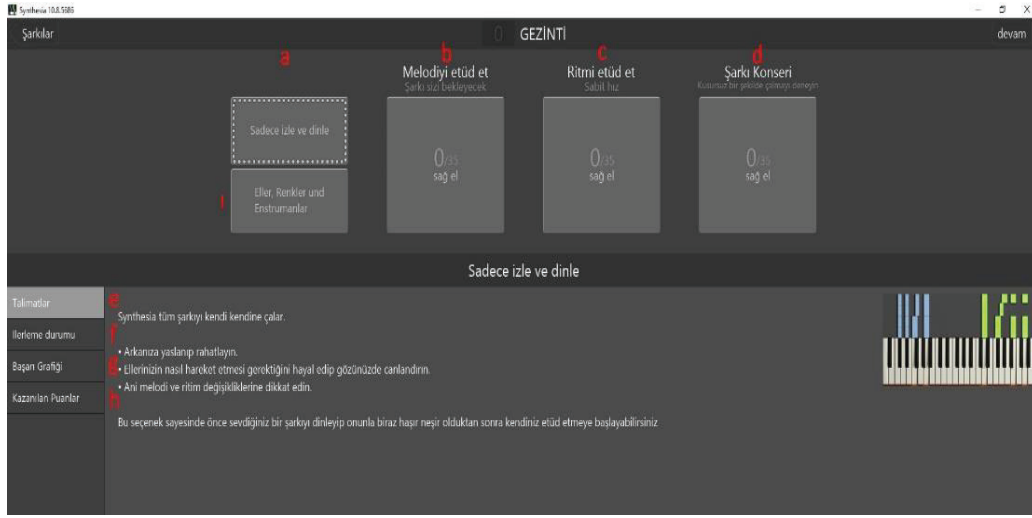 Synthesia 10.8.5686
Şarkılar
0 GEZİNTİ
devam
a
b
c
d
Melodiyi etüd et
Şarkı sizi bekleyecek
Ritmi etüd et
Sabit hız
Şarkı Konseri
Kusursuz bir şekilde çalmayı deneyin
Sadece izle ve dinle
0/35
sağ el
0/35
sağ el
0/35
sağ el
ı
Eller, Renkler und
Enstrumanlar
Sadece izle ve dinle
Talimatlar
e
Synthesia tüm şarkıyı kendi kendine çalar.
İlerleme durumu
f
• Arkanıza yaslanıp rahatlayın.
Başarı Grafiği
g
• Ellerinizin nasıl hareket etmesi gerektiğini hayal edip gözünüzde canlandırın.
• Ani melodi ve ritim değişikliklerine dikkat edin.
Kazanılan Puanlar
h
Bu seçenek sayesinde önce sevdiğiniz bir şarkıyı dinleyip onunla biraz haşır neşir olduktan sonra kendiniz etüd etmeye başlayabilirsiniz